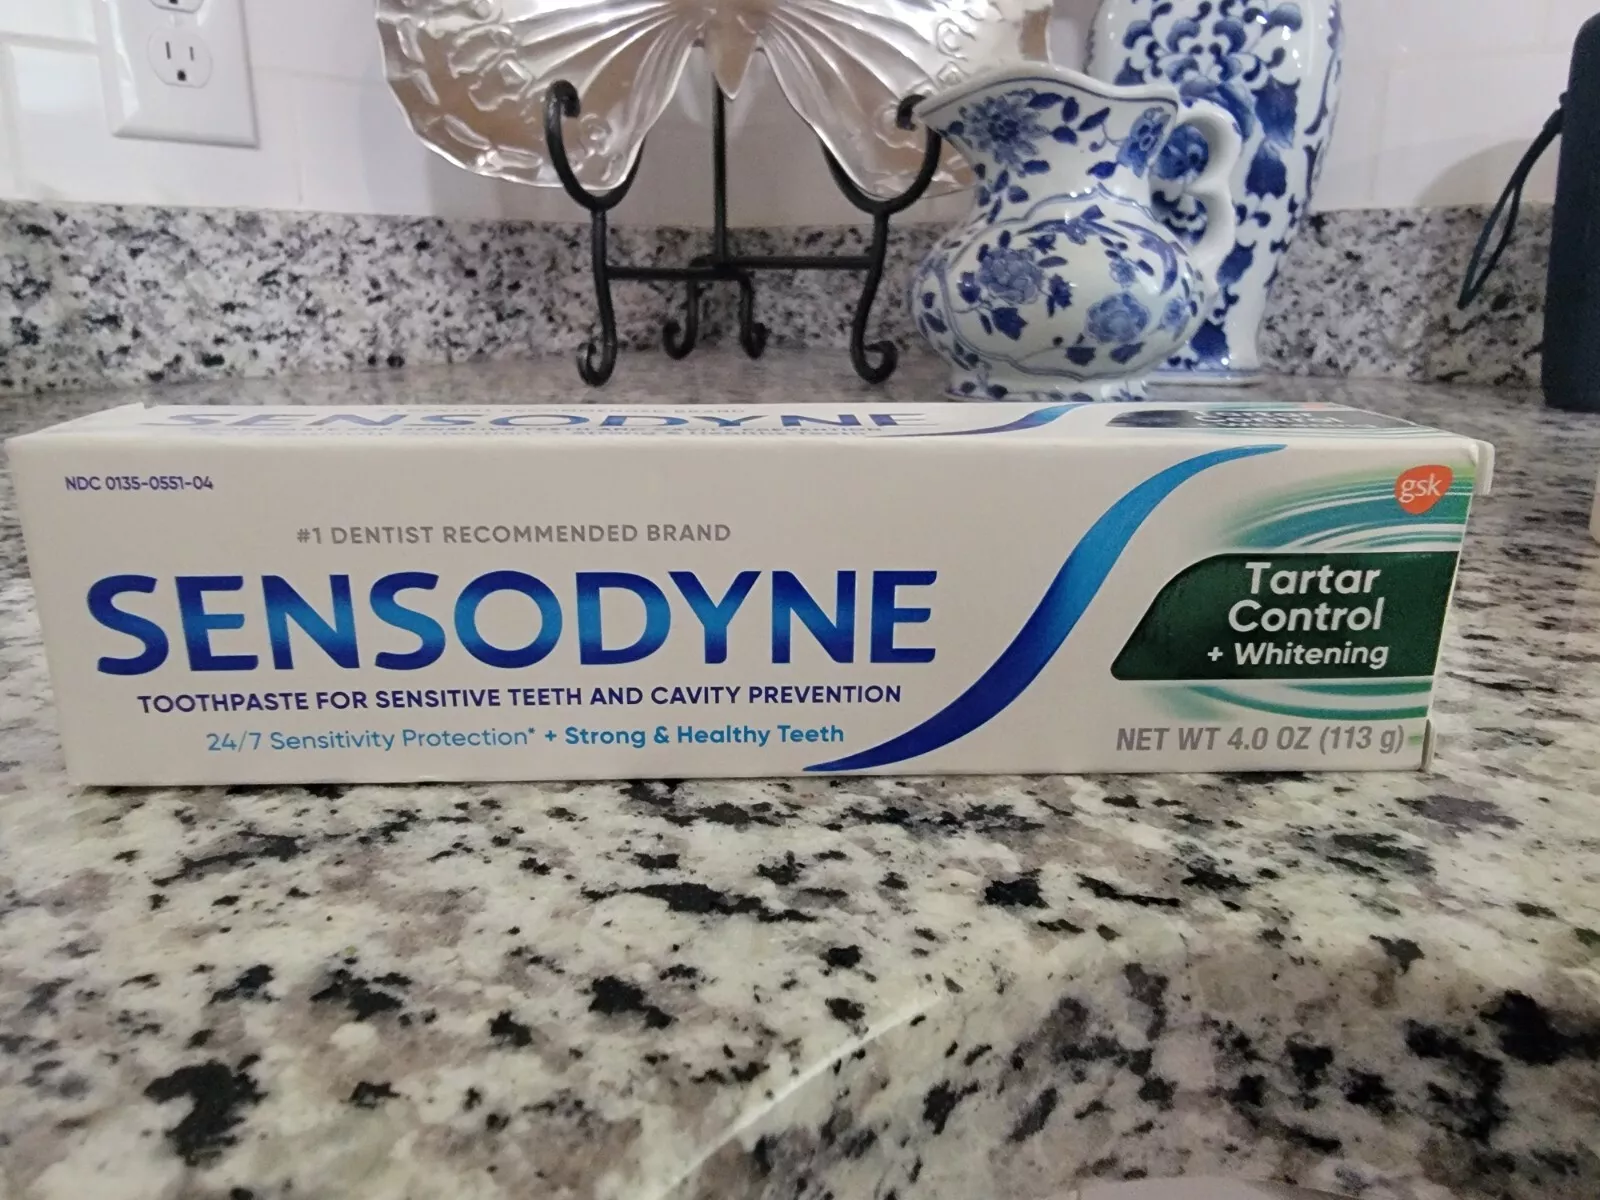 SENSODYNE
Tartar
NDC 0135-0551-04
gsk
#1 DENTIST RECOMMENDED BRAND
SENSODYNE
TOOTHPASTE FOR SENSITIVE TEETH AND CAVITY PREVENTION
24/7 Sensitivity Protection* + Strong & Healthy Teeth
Tartar
Control
+ Whitening
NET WT 4.0 OZ (113 g)